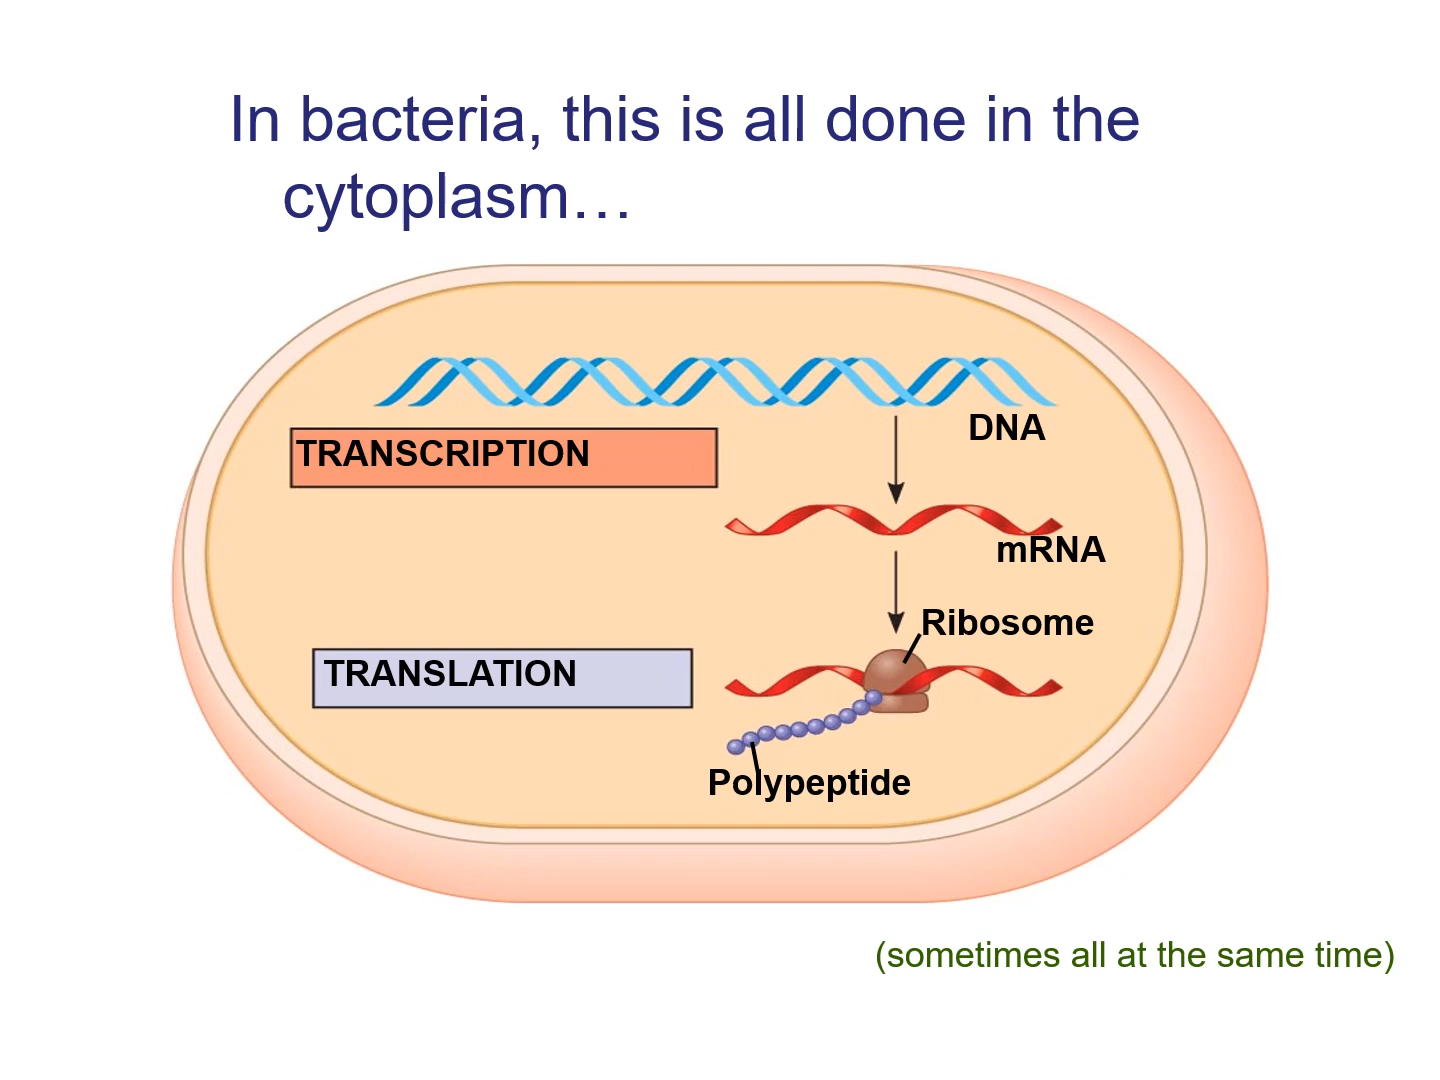 In bacteria, this is all done in the
cytoplasm…
DNA
TRANSCRIPTION
mRNA
Ribosome
TRANSLATION
Polypeptide
(sometimes all at the same time)